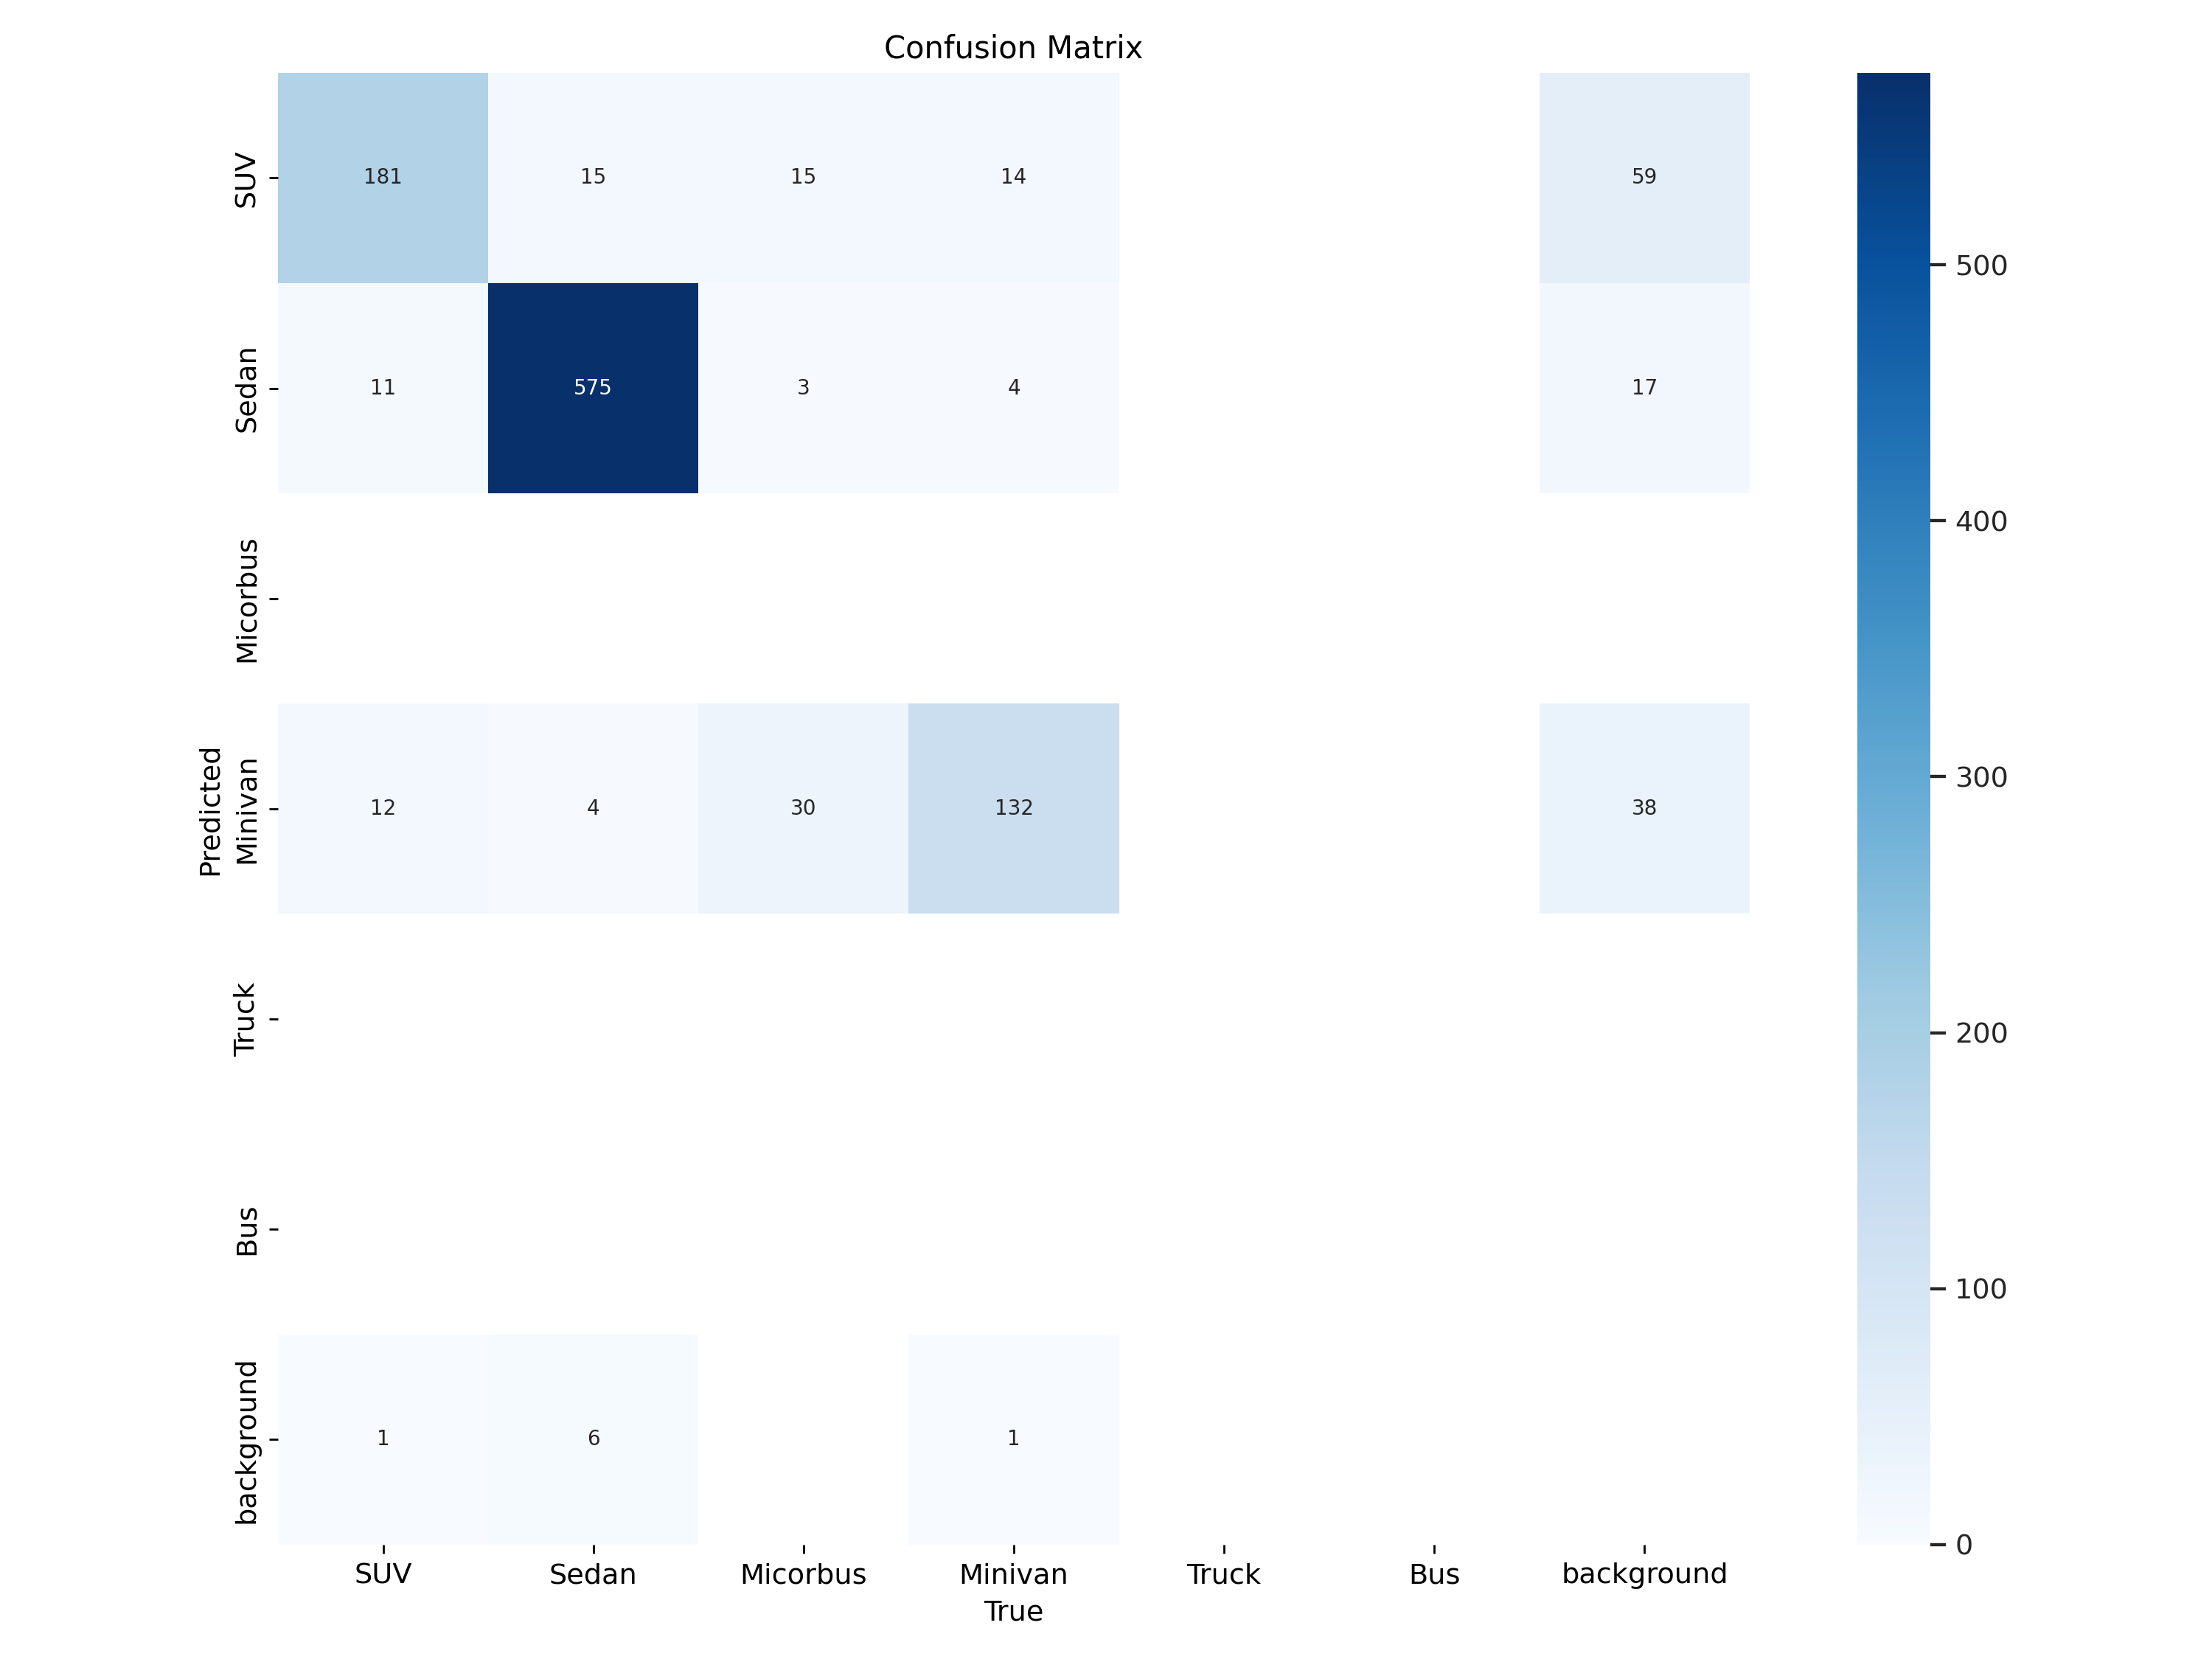 Confusion Matrix
SUV
181 15 15 14 59
Sedan
11 575 3 4 17
Micorbus
Predicted
Minivan
12 4 30 132 38
Truck
Bus
background
1 6 1
SUV Sedan Micorbus Minivan Truck Bus background
True
500
400
300
200
100
0